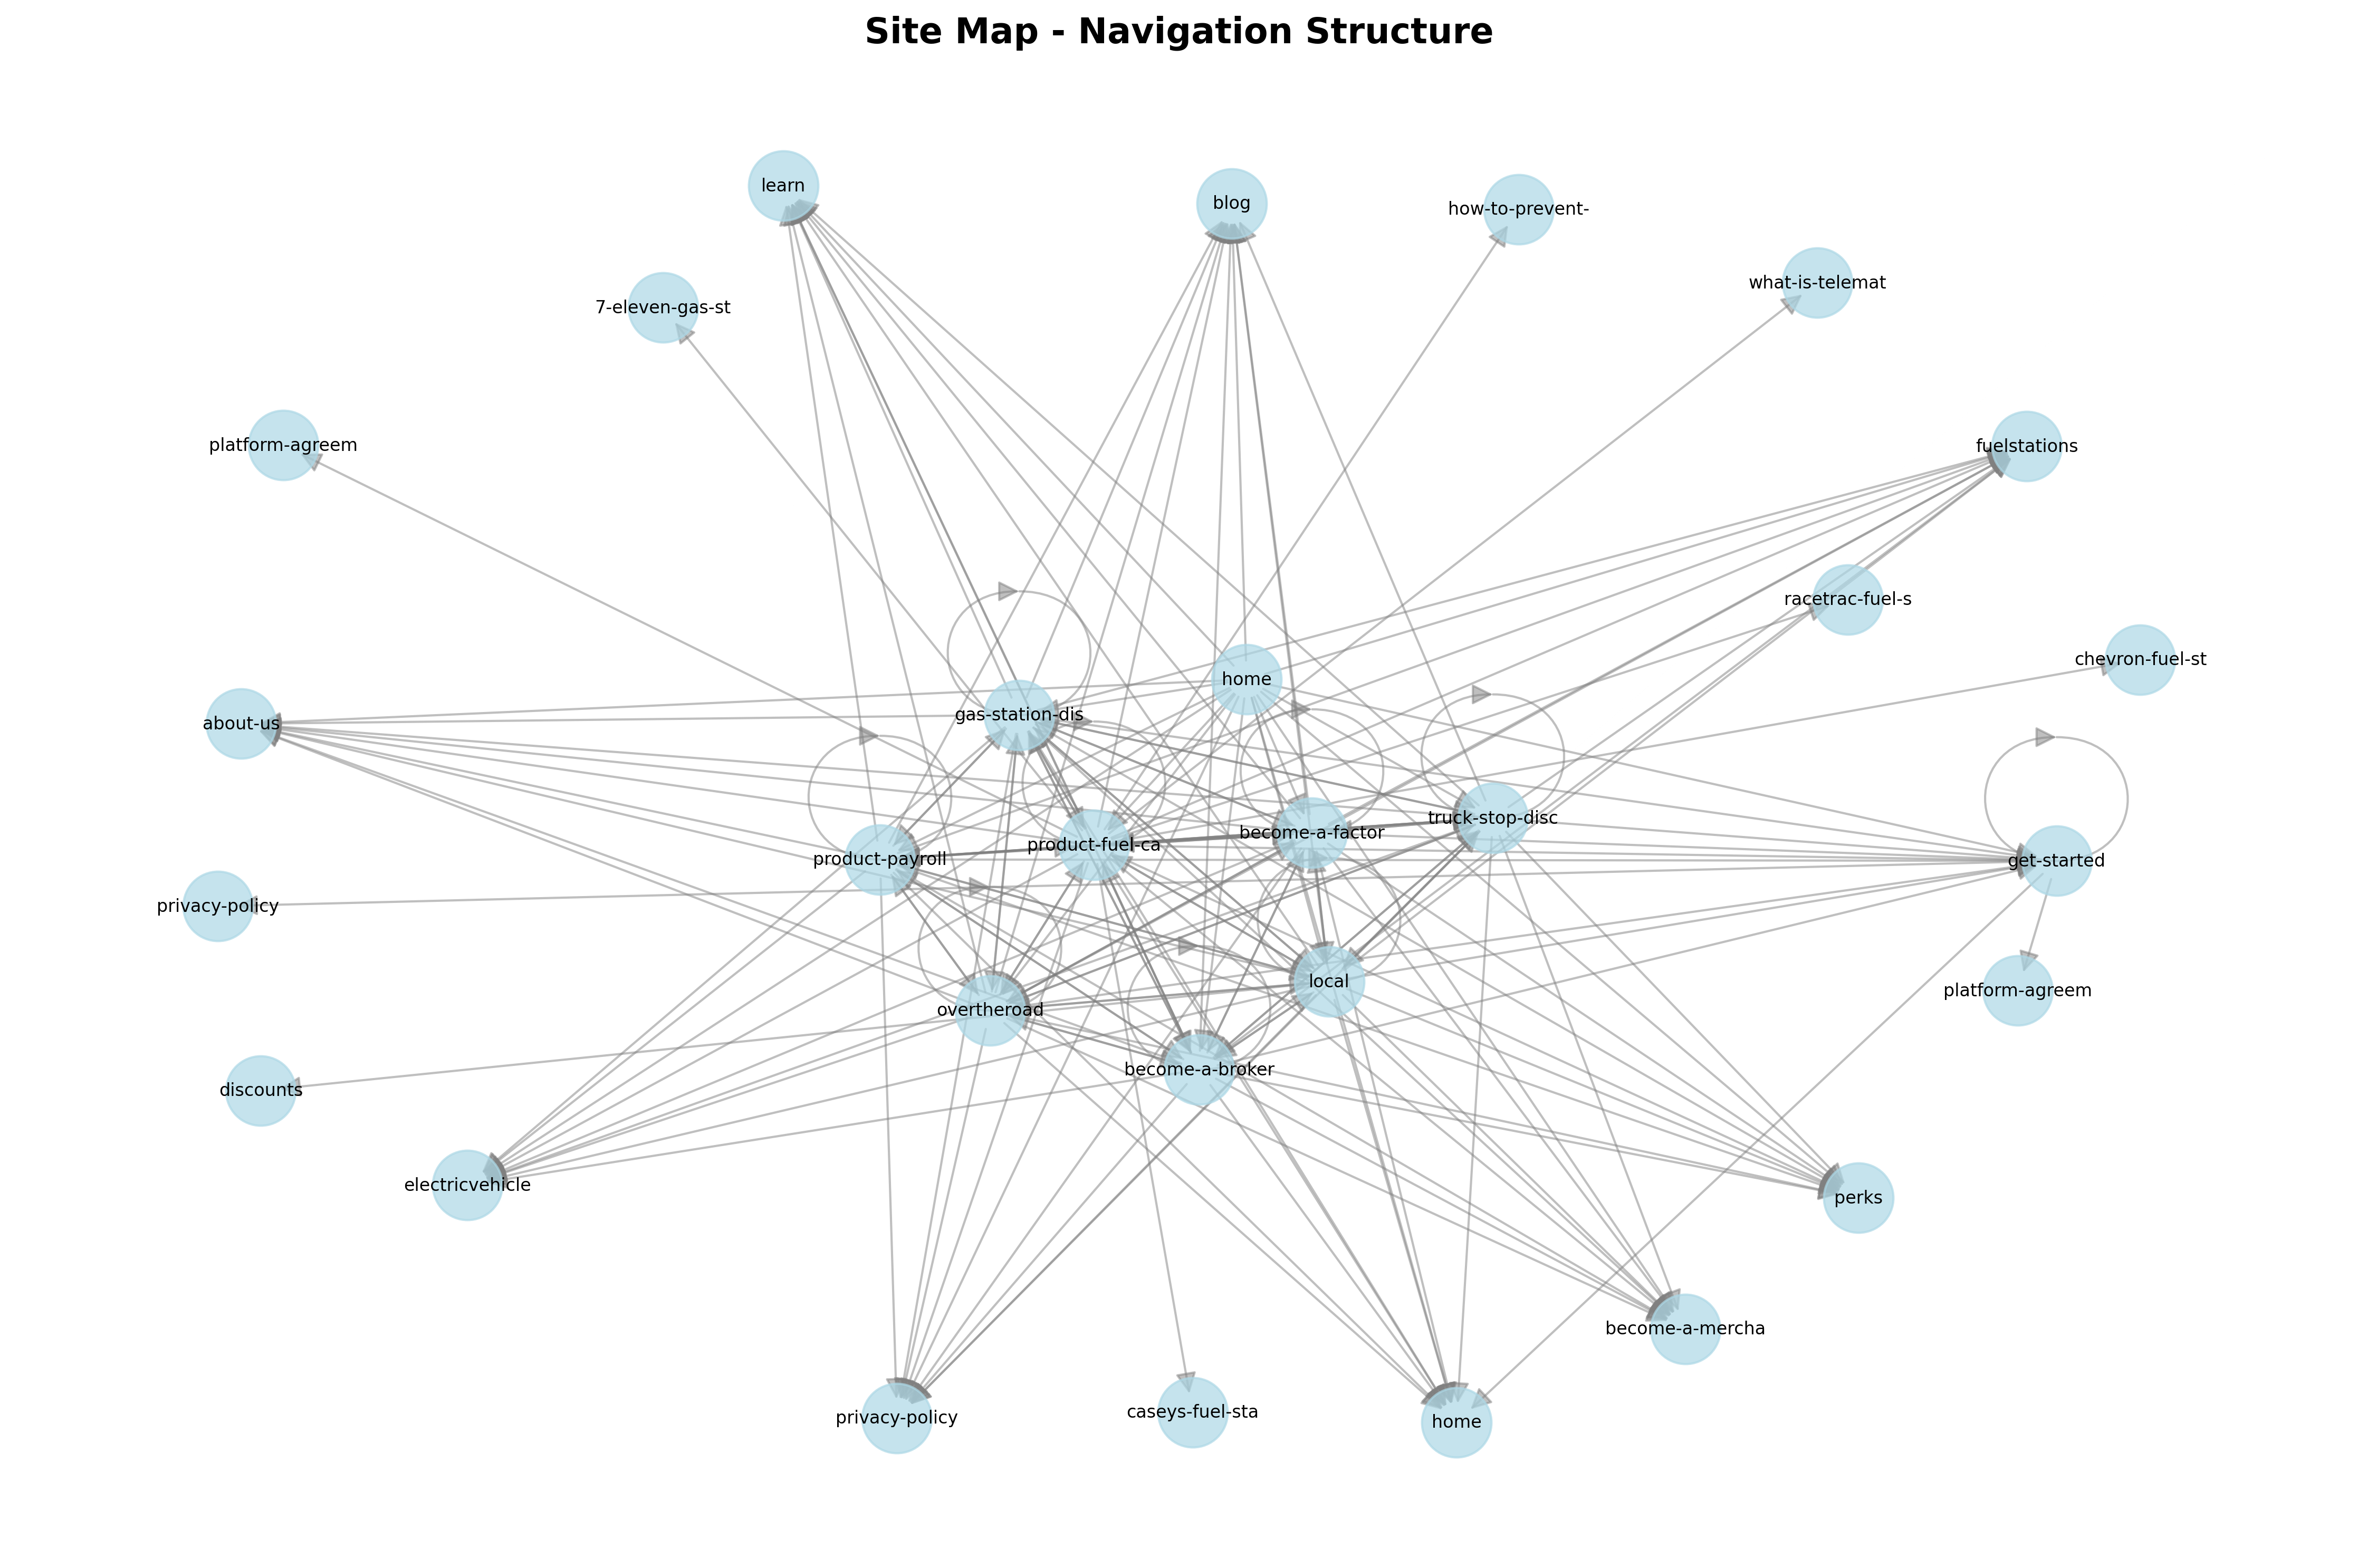 Site Map - Navigation Structure
learn
blog
how-to-prevent-
what-is-telemat
7-eleven-gas-st
platform-agreem
fuelstations
racetrac-fuel-s
chevron-fuel-st
home
gas-station-dis
about-us
truck-stop-disc
become-a-factor
product-fuel-ca
product-payroll
get-started
privacy-policy
local
platform-agreem
overtheroad
become-a-broker
discounts
electricvehicle
perks
become-a-mercha
caseys-fuel-sta
privacy-policy
home